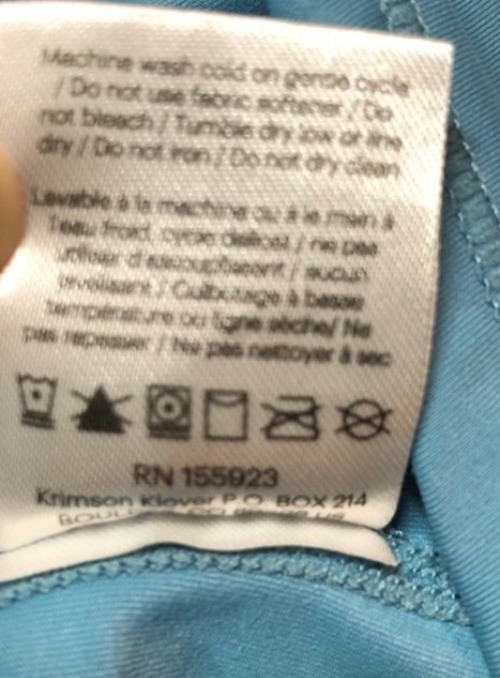 Machine wash cold on gentle cycle
/ Do not use fabric softener / Do
not bleach / Tumble dry low or line
dry / Do not iron / Do not dry clean
Lavable à la machine ou à la main à
l'eau froid, cycle délicat / ne pas
utiliser d'assouplissant / aucun
javellisant / Culbutage à basse
température ou ligne sèche/ Ne
pas repasser / Ne pas nettoyer à sec
RN 155923
Krimson Klover P.O. BOX 214